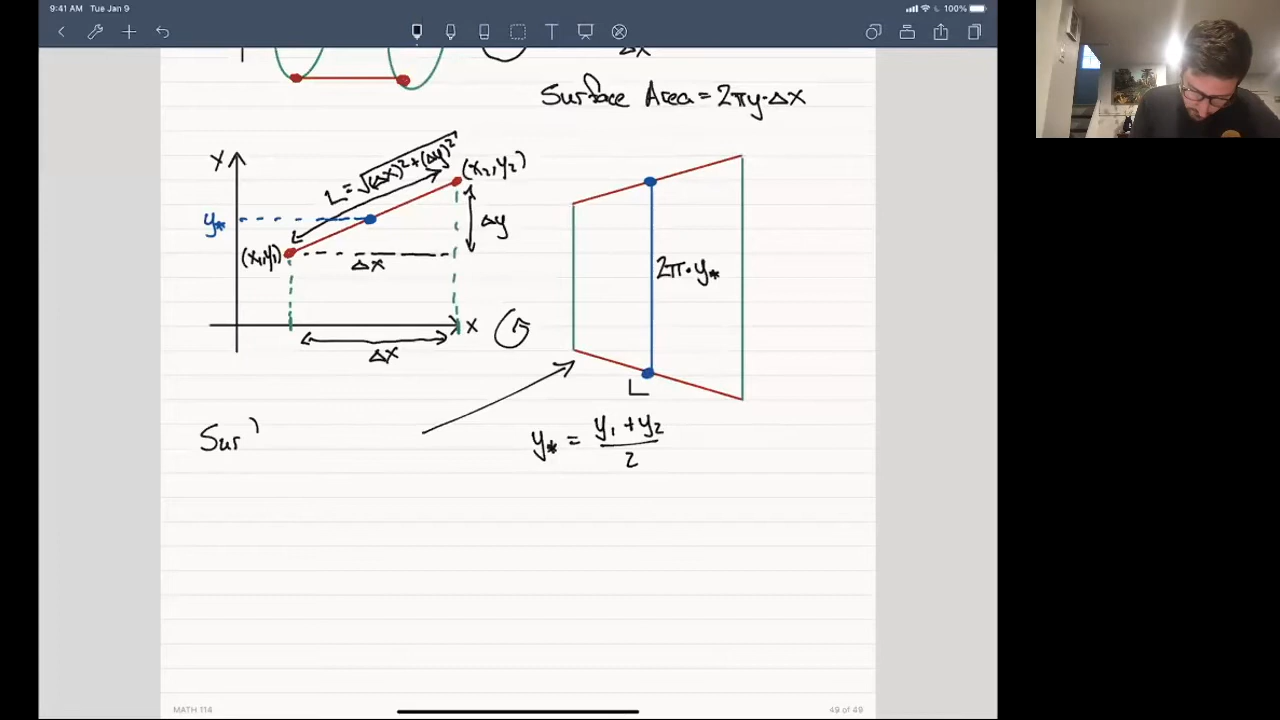 9:41 AM Tue Jan 9
100%
Δx
Surface Area = 2πy·Δx
y
L = √(Δx)² + (Δy)²
(x₂,y₂)
y*
Δy
(x₁,y₁)
Δx
2π·y*
x
Δx
L
Sur
y* = y₁ + y₂
2
MATH 114
49 of 49